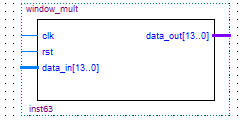 window_mult
clk data_out[13..0]
rst
data_in[13..0]
inst63